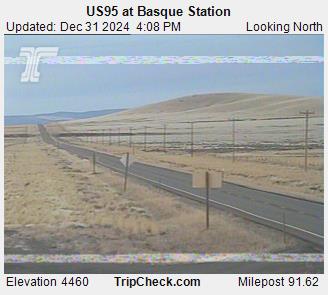 US95 at Basque Station
Updated: Dec 31 2024 4:08 PM Looking North
Elevation 4460 TripCheck.com Milepost 91.62